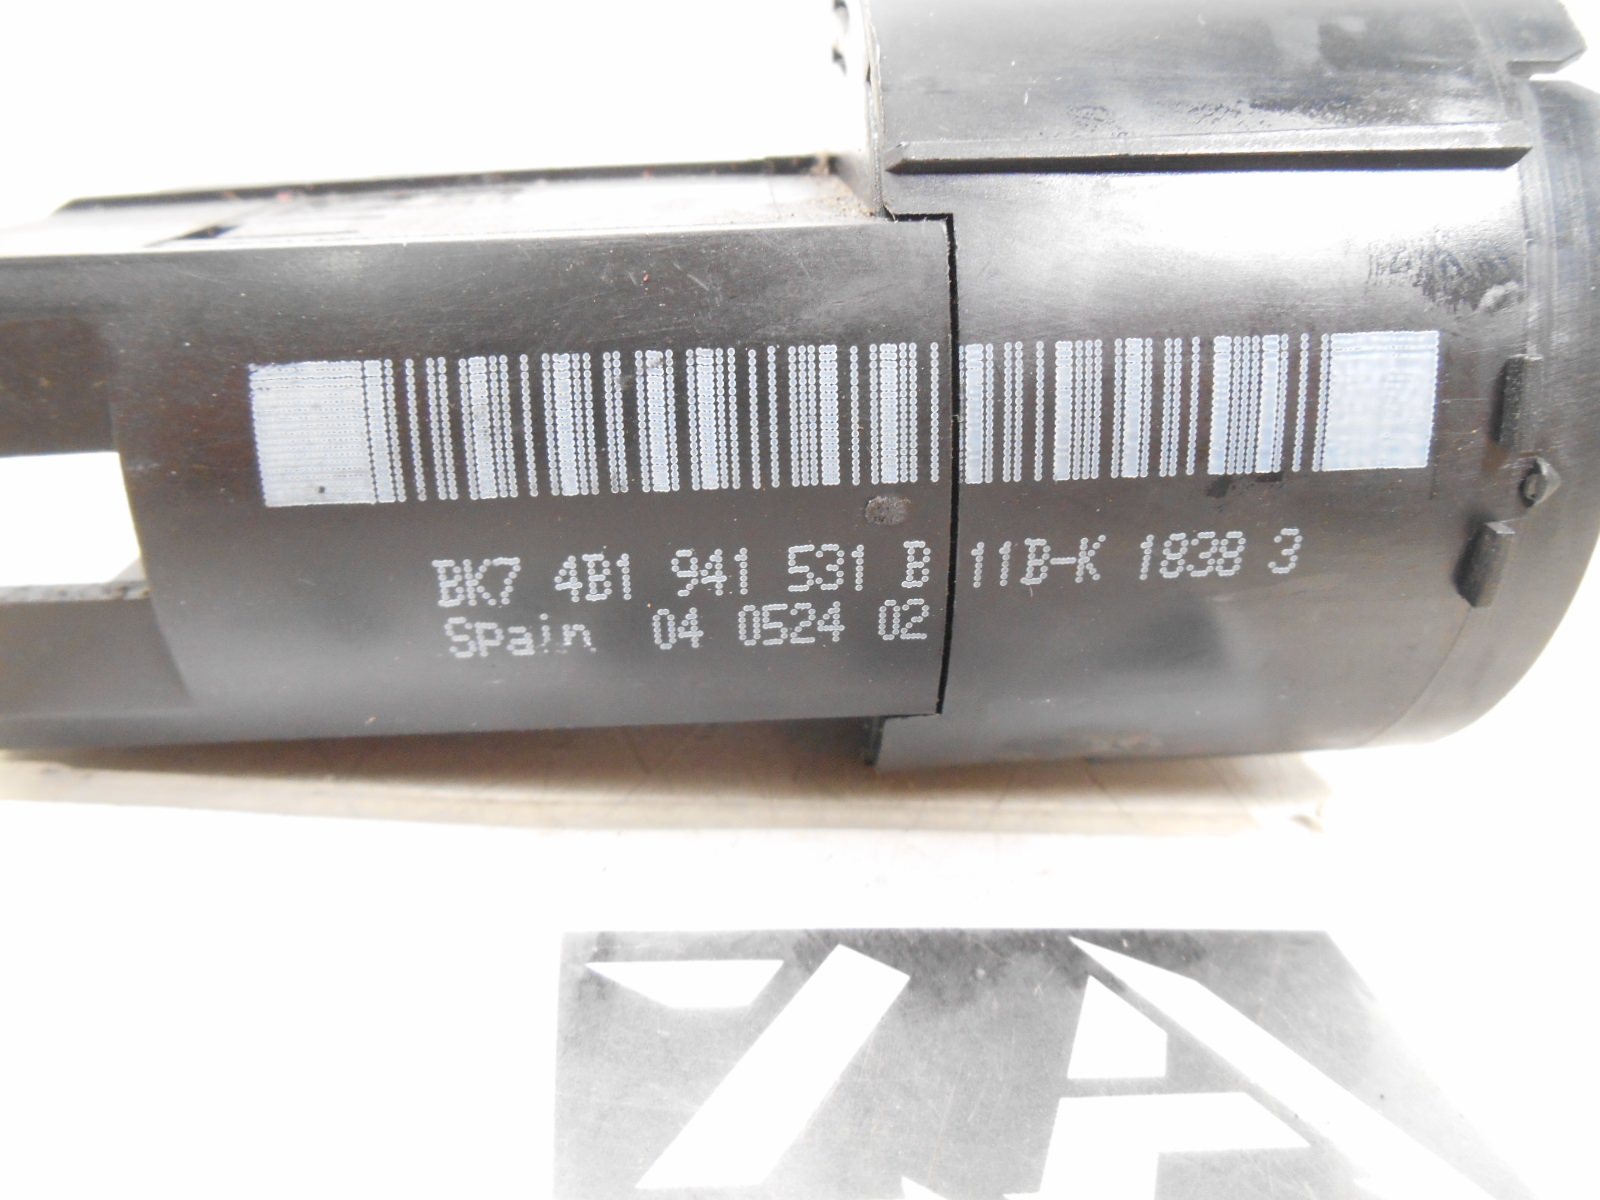 BK7 4B1 941 531 B 11B-K 1838 3
Spain 04 0524 02